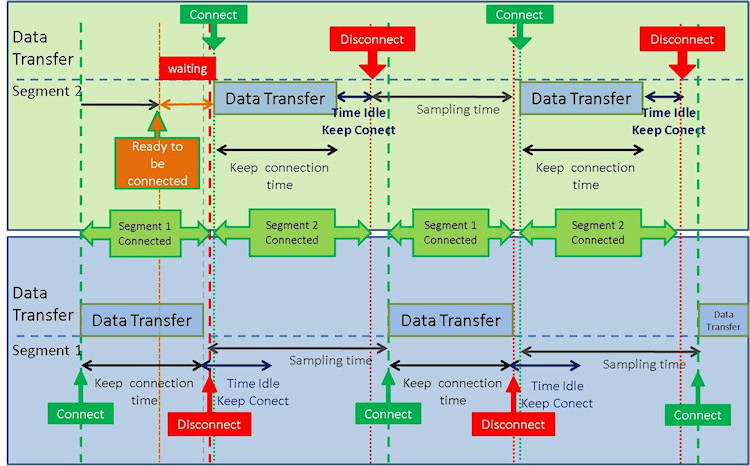 Connect
Connect
Data
Transfer
Disconnect
Disconnect
waiting
Segment 2
Data Transfer
Data Transfer
Time Idle
Keep Conect
Sampling time
Time Idle
Keep Conect
Ready to
be
connected
Keep connection
time
Keep connection
time
Segment 1
Connected
Segment 2
Connected
Segment 1
Connected
Segment 2
Connected
Data
Transfer
Data Transfer
Data Transfer
Data
Transfer
Segment 1
Sampling time
Sampling time
Keep connection
time
Time Idle
Keep Conect
Keep connection
time
Time Idle
Keep Conect
Connect
Disconnect
Connect
Disconnect
Connect